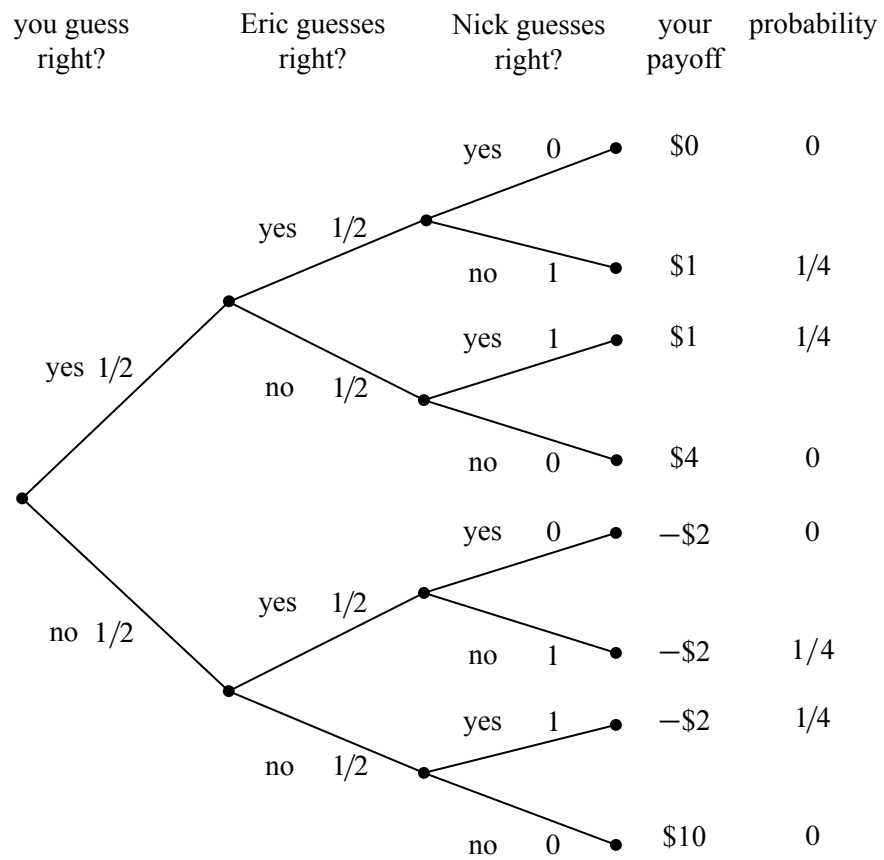 you guess right?
Eric guesses right?
Nick guesses right?
your payoff
probability
yes 0 $0 0
yes 1/2
no 1 $1 1/4
yes 1 $1 1/4
yes 1/2
no 1/2
no 0 $4 0
yes 0 −$2 0
yes 1/2
no 1/2
no 1 −$2 1/4
yes 1 −$2 1/4
no 1/2
no 0 $10 0